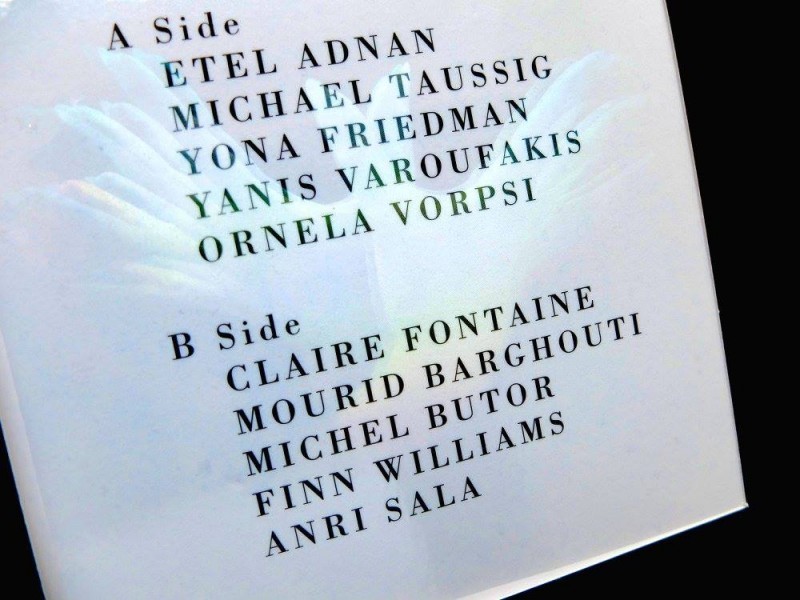 A Side
ETEL ADNAN
MICHAEL TAUSSIG
YONA FRIEDMAN
YANIS VAROUFAKIS
ORNELA VORPSI
B Side
CLAIRE FONTAINE
MOURID BARGHOUTI
MICHEL BUTOR
FINN WILLIAMS
ANRI SALA